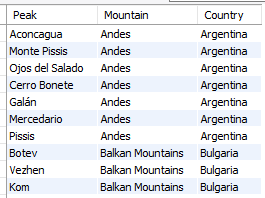 Peak Mountain Country
Aconcagua Andes Argentina
Monte Pissis Andes Argentina
Ojos del Salado Andes Argentina
Cerro Bonete Andes Argentina
Galán Andes Argentina
Mercedario Andes Argentina
Pissis Andes Argentina
Botev Balkan Mountains Bulgaria
Vezhen Balkan Mountains Bulgaria
Kom Balkan Mountains Bulgaria